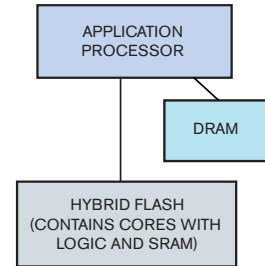 APPLICATION
PROCESSOR
DRAM
HYBRID FLASH
(CONTAINS CORES WITH
LOGIC AND SRAM)